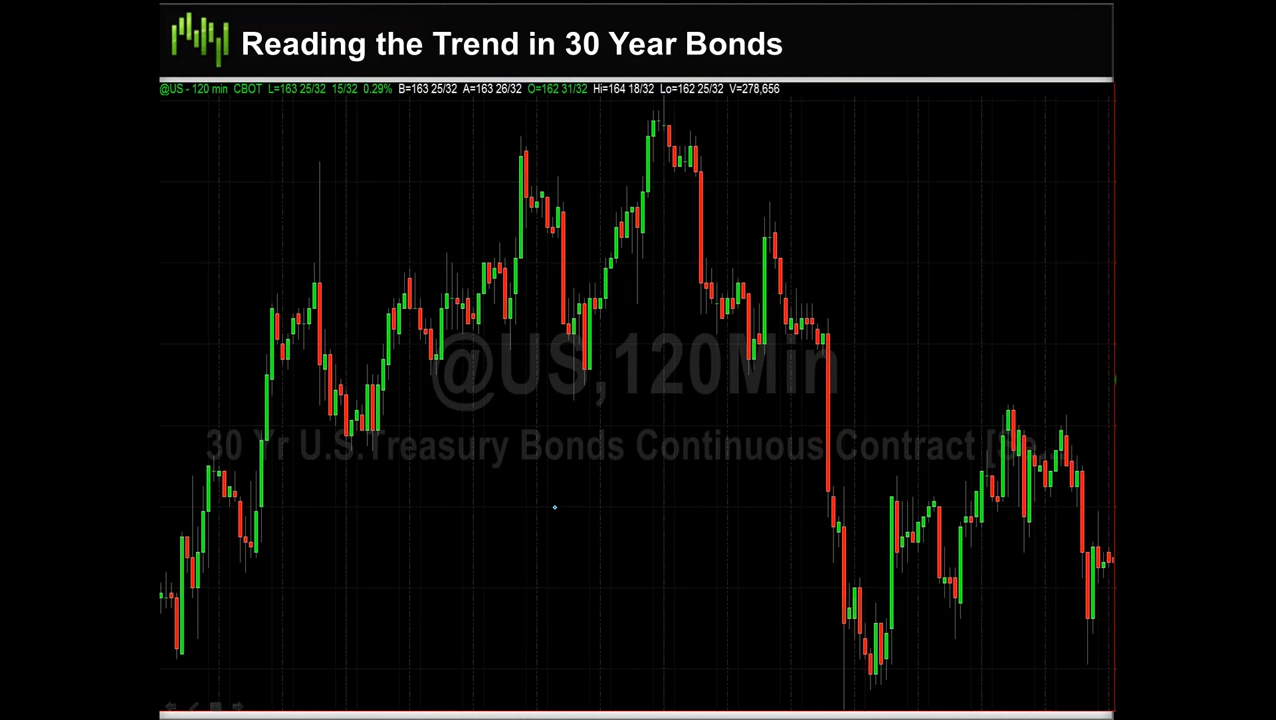 Reading the Trend in 30 Year Bonds
@US - 120 min CBOT L=163 25/32 15/32 0.29% B=163 25/32 A=163 26/32 O=162 31/32 Hi=164 18/32 Lo=162 25/32 V=278,656
@US,120Min
30 Yr U.S.Treasury Bonds Continuous Contract